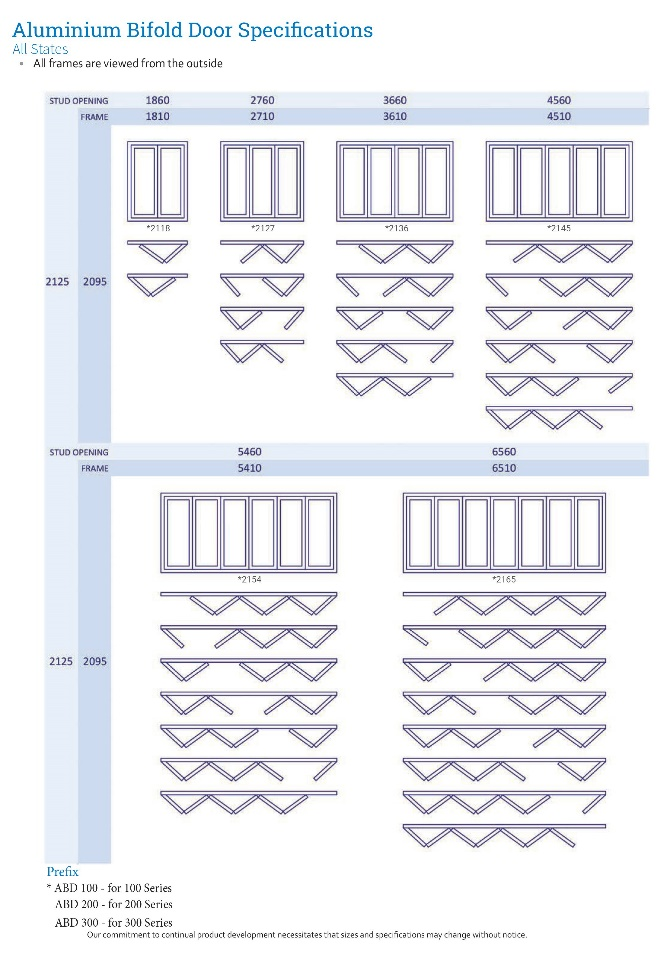 Aluminium Bifold Door Specifications
All States
• All frames are viewed from the outside
STUD OPENING 1860 2760 3660 4560
FRAME 1810 2710 3610 4510
*2118 *2127 *2136 *2145
2125 2095
STUD OPENING 5460 6560
FRAME 5410 6510
*2154 *2165
2125 2095
Prefix
* ABD 100 - for 100 Series
ABD 200 - for 200 Series
ABD 300 - for 300 Series
Our commitment to continual product development necessitates that sizes and specifications may change without notice.